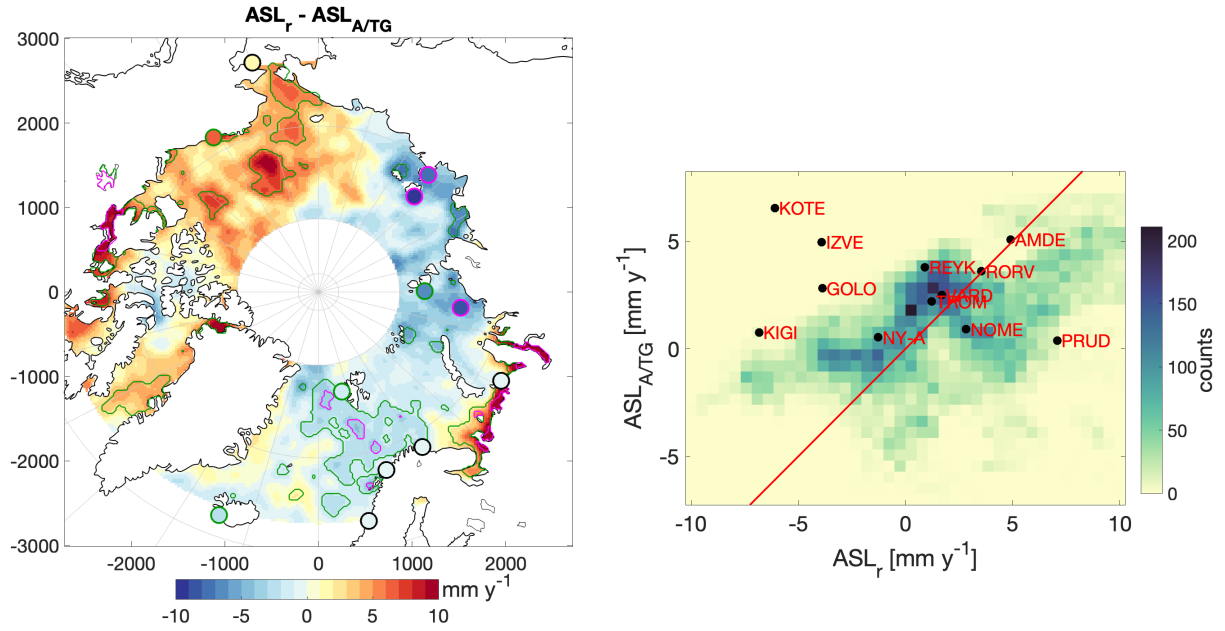 ASLr - ASLA/TG
3000
2000
1000
0
-1000
-2000
-3000
-2000 -1000 0 1000 2000
-10 -5 0 5 10 mm y-1
ASLA/TG [mm y-1]
5
0
-5
KOTE
IZVE
AMDE
REYK
RORV
GOLO
VARD
TROM
KIGI
NY-A
NOME
PRUD
-10 -5 0 5 10
ASLr [mm y-1]
200
150
100
50
0
counts